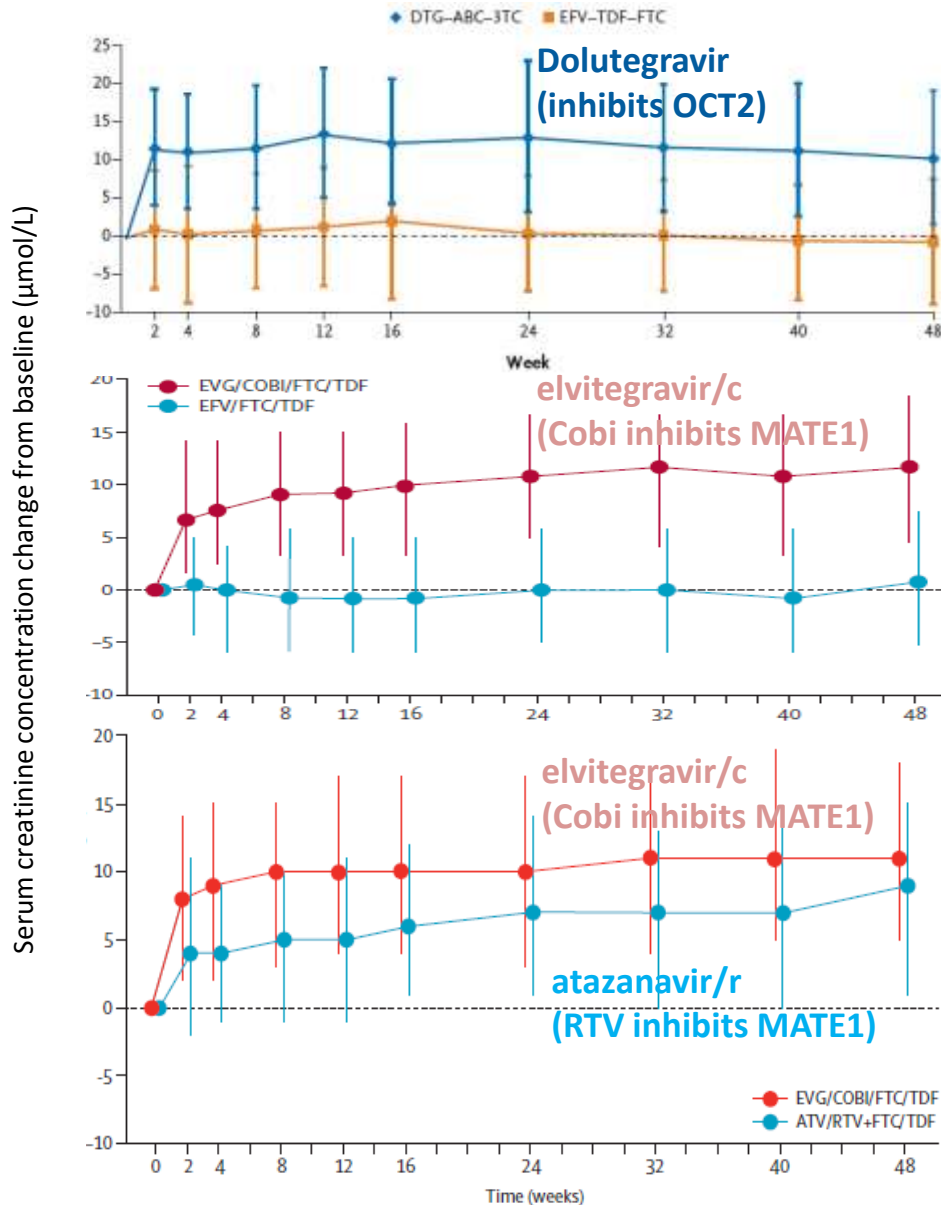 DTG–ABC–3TC EFV–TDF–FTC
Serum creatinine concentration change from baseline (µmol/L)
Dolutegravir
(inhibits OCT2)
25
20
15
10
5
0
-5
-10
2 4 8 12 16 24 32 40 48
Week
EVG/COBI/FTC/TDF
EFV/FTC/TDF
elvitegravir/c
(Cobi inhibits MATE1)
20
15
10
5
0
-5
-10
0 2 4 8 12 16 24 32 40 48
elvitegravir/c
(Cobi inhibits MATE1)
20
15
10
5
0
-5
-10
atazanavir/r
(RTV inhibits MATE1)
EVG/COBI/FTC/TDF
ATV/RTV+FTC/TDF
0 2 4 8 12 16 24 32 40 48
Time (weeks)